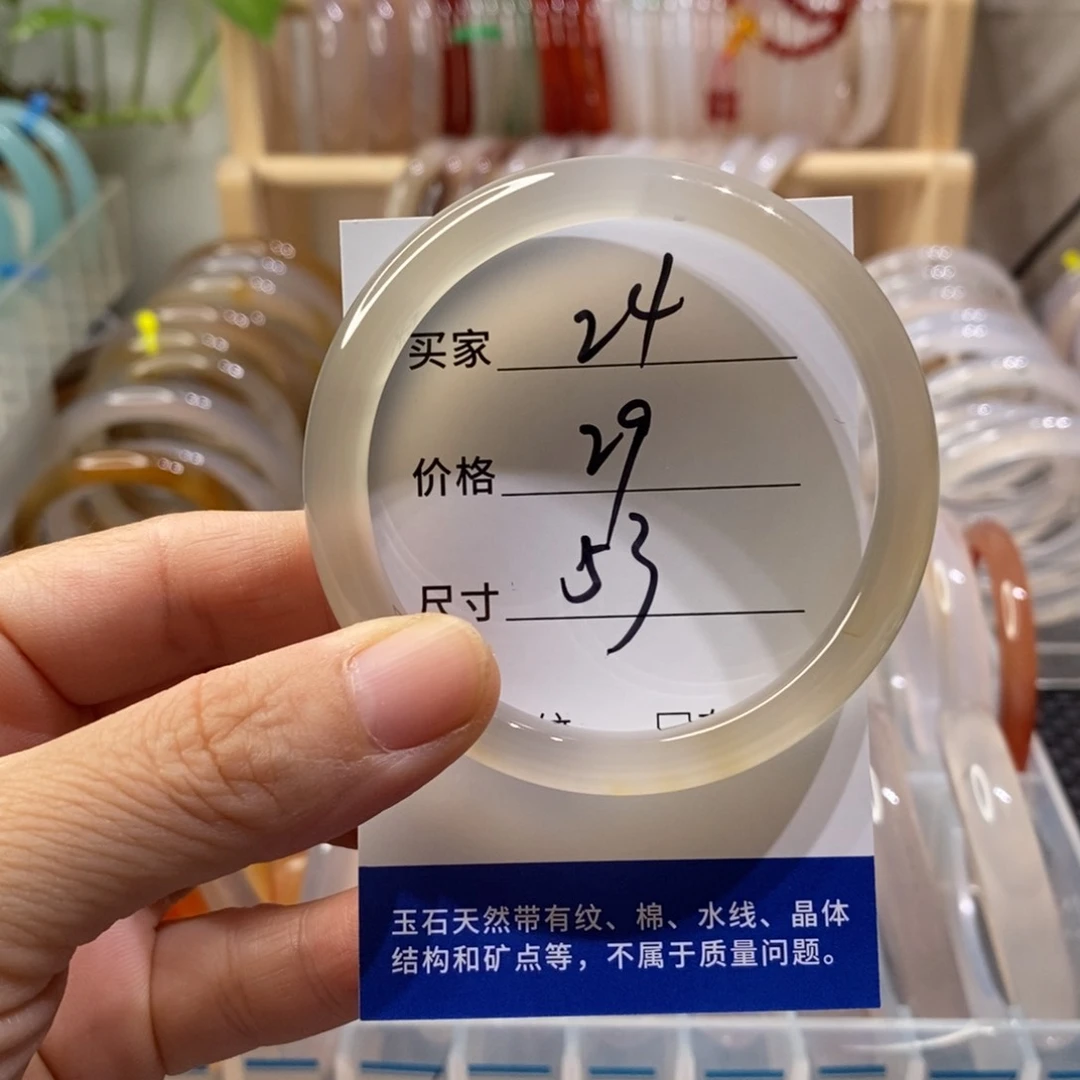 买家 24
价格 29
尺寸 53
玉石天然带有纹、棉、水线、晶体
结构和矿点等，不属于质量问题。